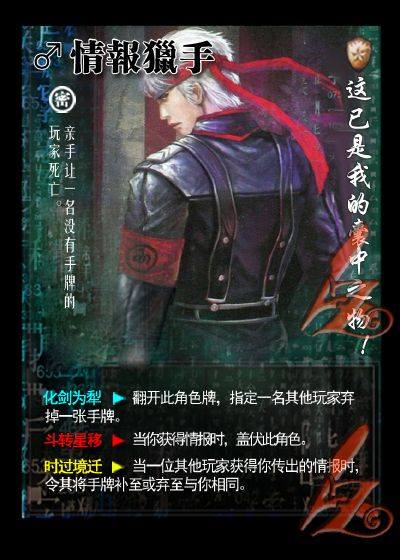 ♂情報獵手
密
亲手让一名没有手牌的
玩家死亡。
这已是我的囊中之物！
化剑为犁 ▶ 翻开此角色牌，指定一名其他玩家弃
掉一张手牌。
斗转星移 ▶ 当你获得情报时，盖伏此角色。
时过境迁 ▶ 当一位其他玩家获得你传出的情报时，
令其将手牌补至或弃至与你相同。